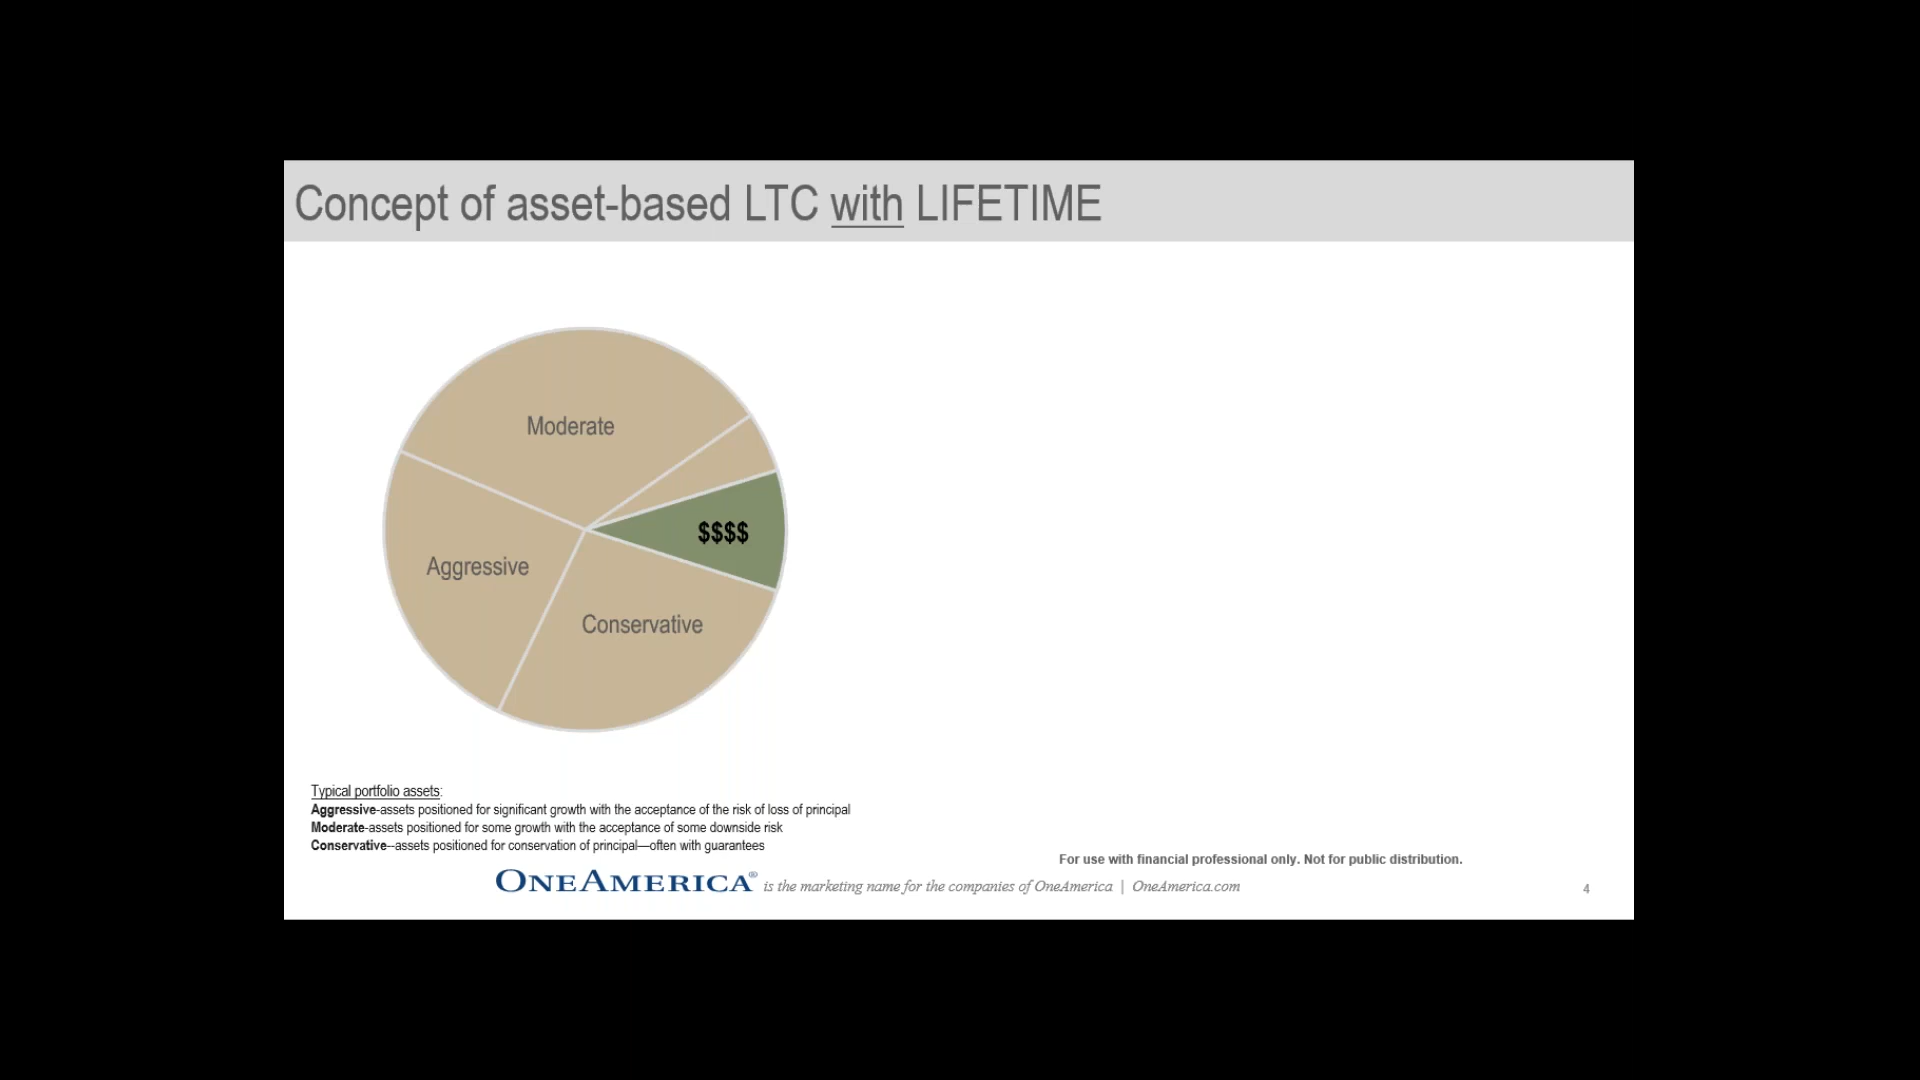 Concept of asset-based LTC with LIFETIME
Moderate
$$$$
Aggressive
Conservative
Typical portfolio assets:
Aggressive-assets positioned for significant growth with the acceptance of the risk of loss of principal
Moderate-assets positioned for some growth with the acceptance of some downside risk
Conservative--assets positioned for conservation of principal—often with guarantees
For use with financial professional only. Not for public distribution.
ONEAMERICA® is the marketing name for the companies of OneAmerica | OneAmerica.com
4